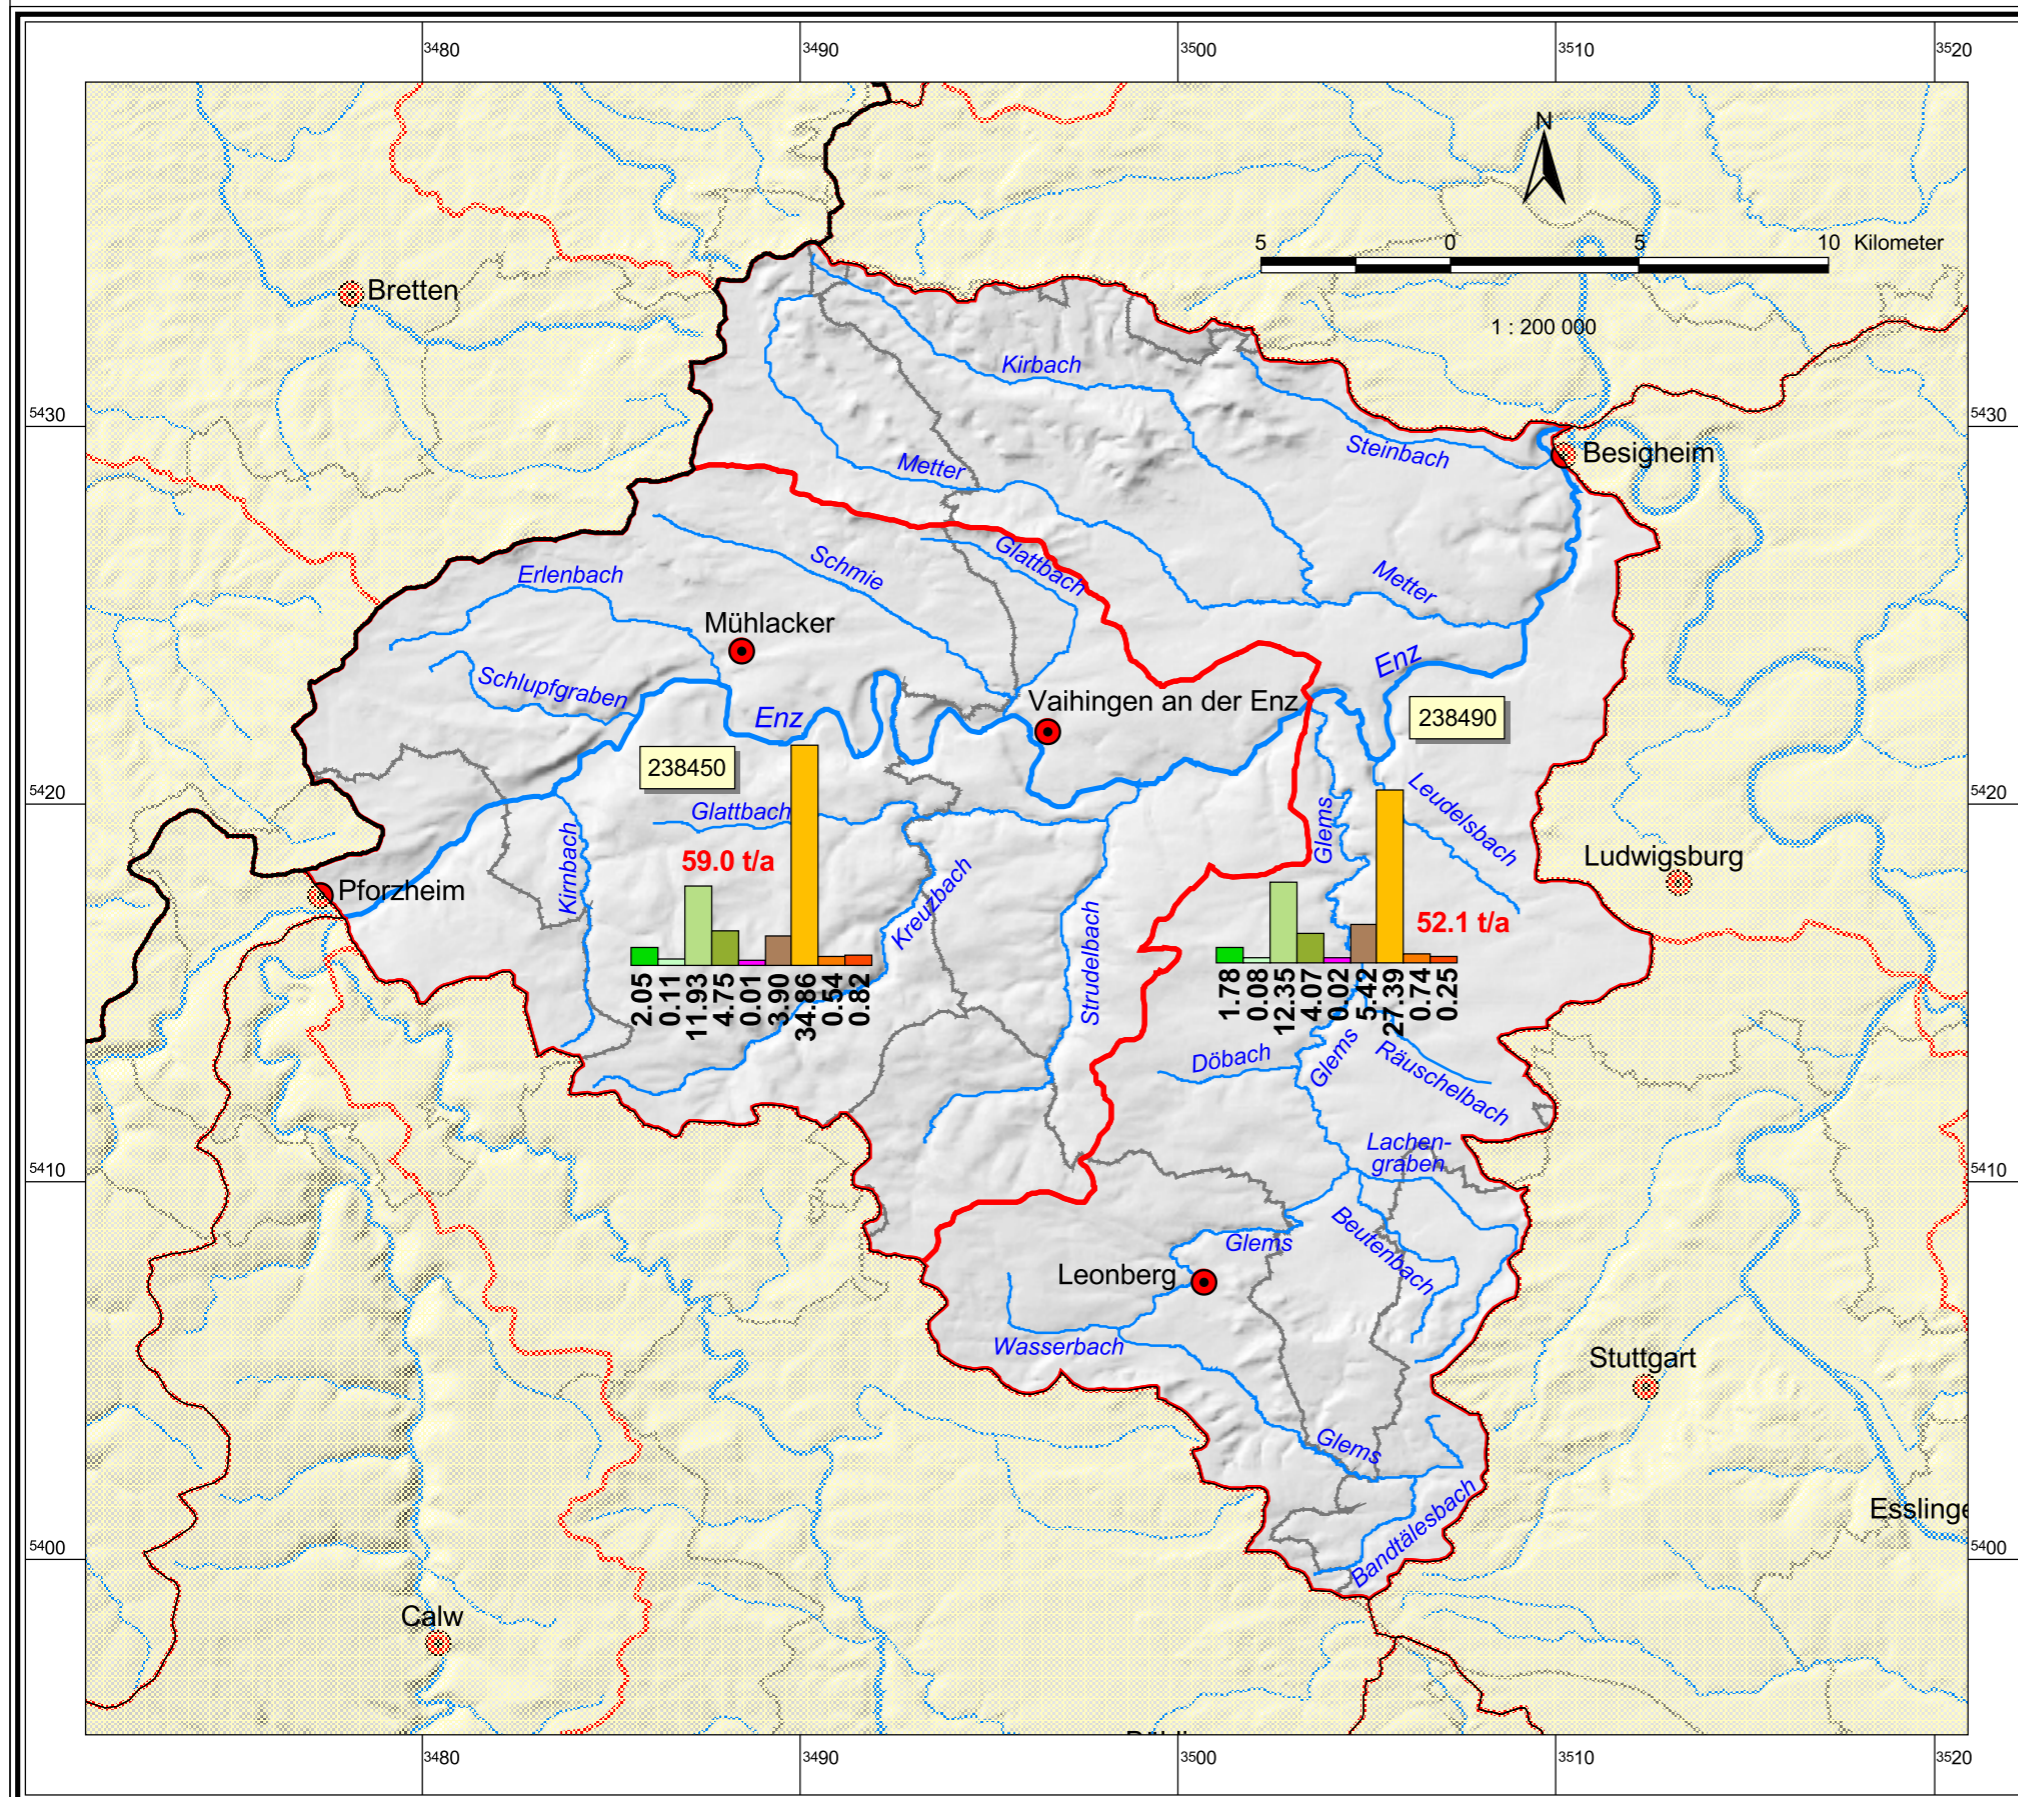 3480
3490
3500
3510
3520
N
5
0
5
10
Kilometer
1 : 200 000
Bretten
Kirbach
5430
5430
Steinbach
Besigheim
Metter
Glattbach
Schmie
Erlenbach
Metter
Mühlacker
Enz
Schlupfgraben
Vaihingen an der Enz
Enz
238490
238450
Leudelsbach
5420
5420
Glattbach
Glems
Kirnbach
59.0 t/a
Ludwigsburg
Pforzheim
Kreuzbach
52.1 t/a
Strudelbach
2.05
0.11
11.93
4.75
0.01
3.90
34.86
0.54
0.82
1.78
0.08
12.35
4.07
0.02
5.42
27.39
0.74
0.25
Döbach
Glems
Räuschelbach
Lachen-
graben
5410
5410
Beutenbach
Glems
Leonberg
Wasserbach
Stuttgart
Glems
Bandtälesbach
Esslinge
5400
5400
Calw
3480
3490
3500
3510
3520